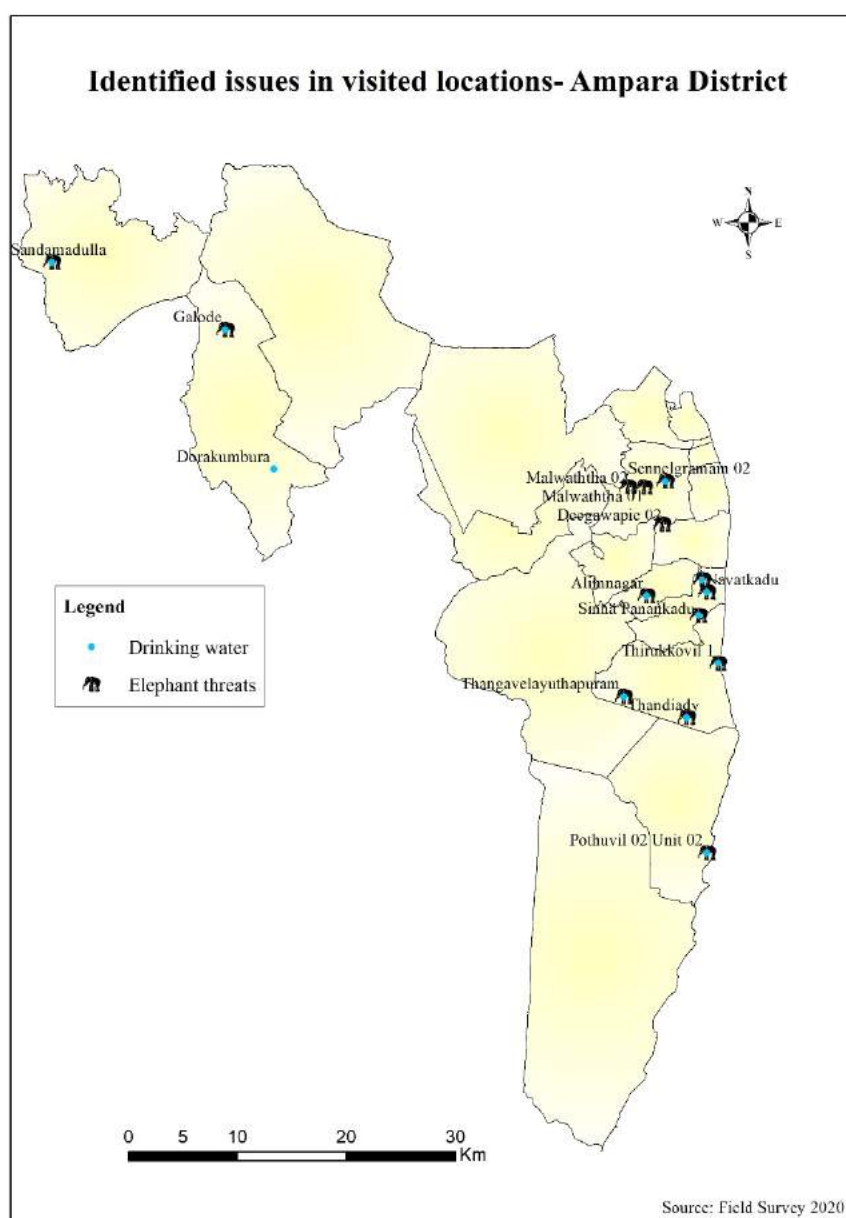 Identified issues in visited locations- Ampara District
N
W E
S
Sandamadulla
Galode
Dorakumbura
Sennelgramam 02
Malwaththa 02
Malwaththa 01
Deegawapie 02
Navatkadu
Alimnagar
Sinna Panankadu
Thirukkovil 1
Thangavelayuthapuram
Thandiady
Pothuvil 02 Unit 02
Legend
Drinking water
Elephant threats
0 5 10 20 30
Km
Source: Field Survey 2020